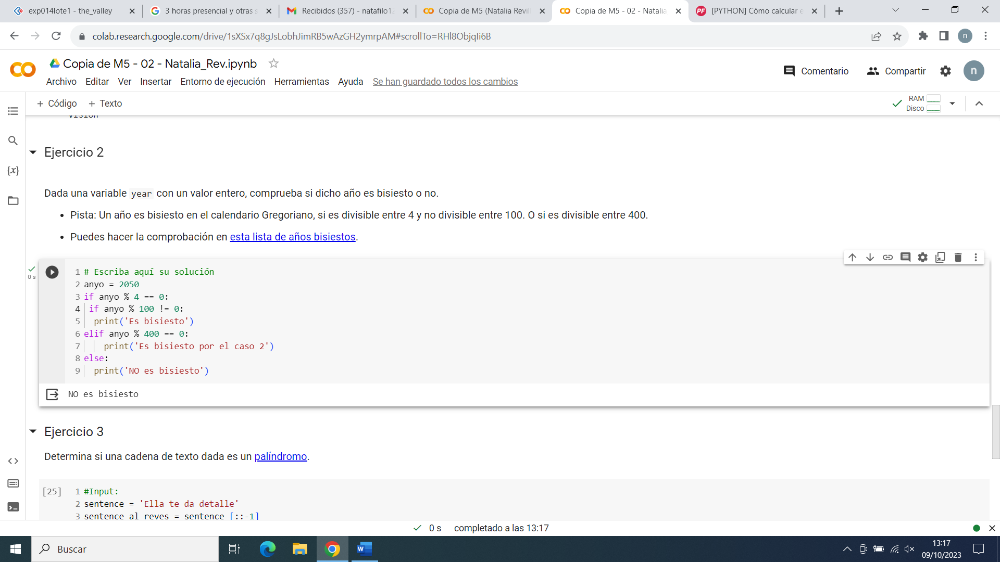 exp014lote1 - the_valley
3 horas presencial y otras s
Recibidos (357) - natafilo12
Copia de M5 (Natalia Revill
Copia de M5 - 02 - Natalia
[PYTHON] Cómo calcular e
colab.research.google.com/drive/1sXSx7q8gJsLobhJimRB5wAzGH2ymrpAM#scrollTo=RHl8ObjqIi6B
n
Copia de M5 - 02 - Natalia_Rev.ipynb
Archivo Editar Ver Insertar Entorno de ejecución Herramientas Ayuda Se han guardado todos los cambios
Comentario
Compartir
n
+ Código + Texto
RAM
Disco
vision
Ejercicio 2
Dada una variable year con un valor entero, comprueba si dicho año es bisiesto o no.
• Pista: Un año es bisiesto en el calendario Gregoriano, si es divisible entre 4 y no divisible entre 100. O si es divisible entre 400.
• Puedes hacer la comprobación en esta lista de años bisiestos.
0 s
1 # Escriba aquí su solución
2 anyo = 2050
3 if anyo % 4 == 0:
4 if anyo % 100 != 0:
5 print('Es bisiesto')
6 elif anyo % 400 == 0:
7 print('Es bisiesto por el caso 2')
8 else:
9 print('NO es bisiesto')
NO es bisiesto
Ejercicio 3
Determina si una cadena de texto dada es un palíndromo.
[25]
1 #Input:
2 sentence = 'Ella te da detalle'
3 sentence_al_reves = sentence [::-1]
0 s completado a las 13:17
Buscar
13:17
09/10/2023